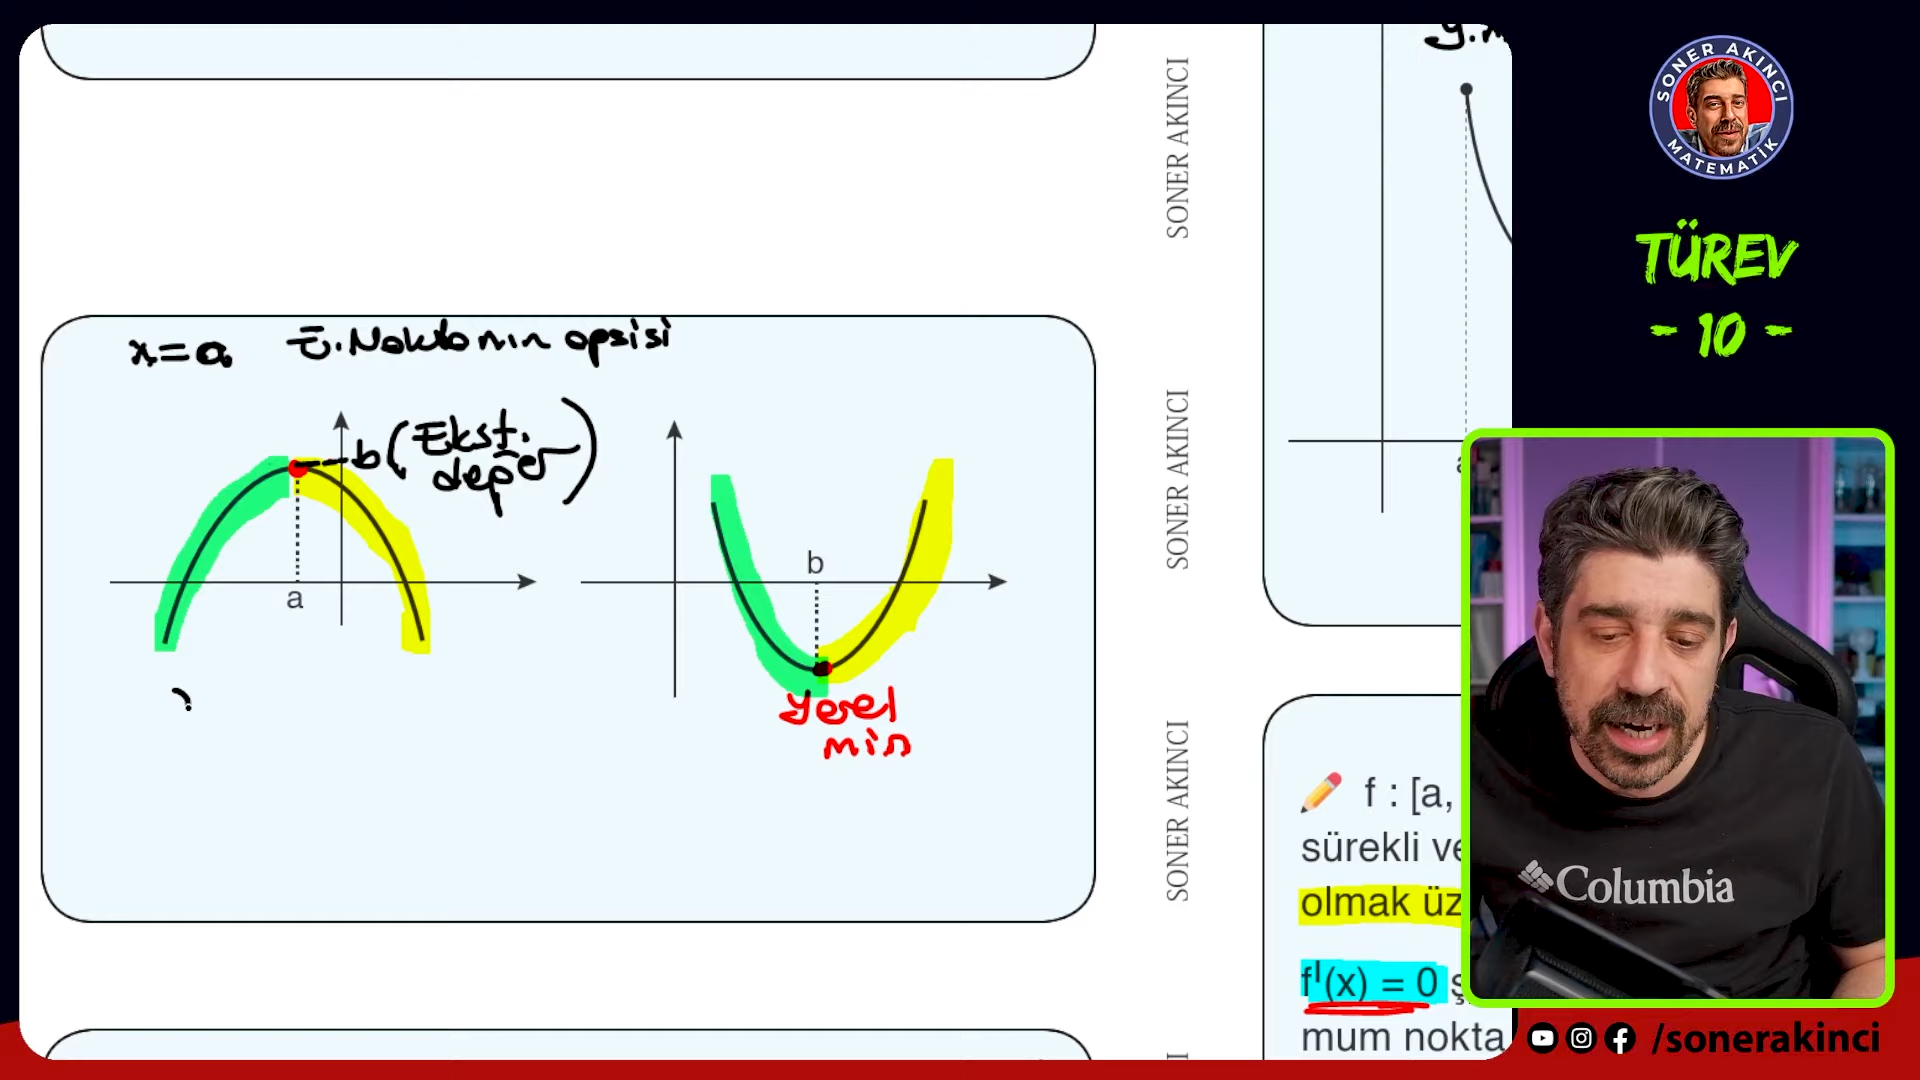 x=a E.Noktanın apsisi
b (Ekst. değer)
a
b
Yerel
min
SONER AKINCI
SONER AKINCI
SONER AKINCI
f : [a,
sürekli ve
olmak üz
f'(x) = 0 ş
mum nokta
SONER AKINCI
MATEMATİK
TÜREV
- 10 -
Columbia
/sonerakinci